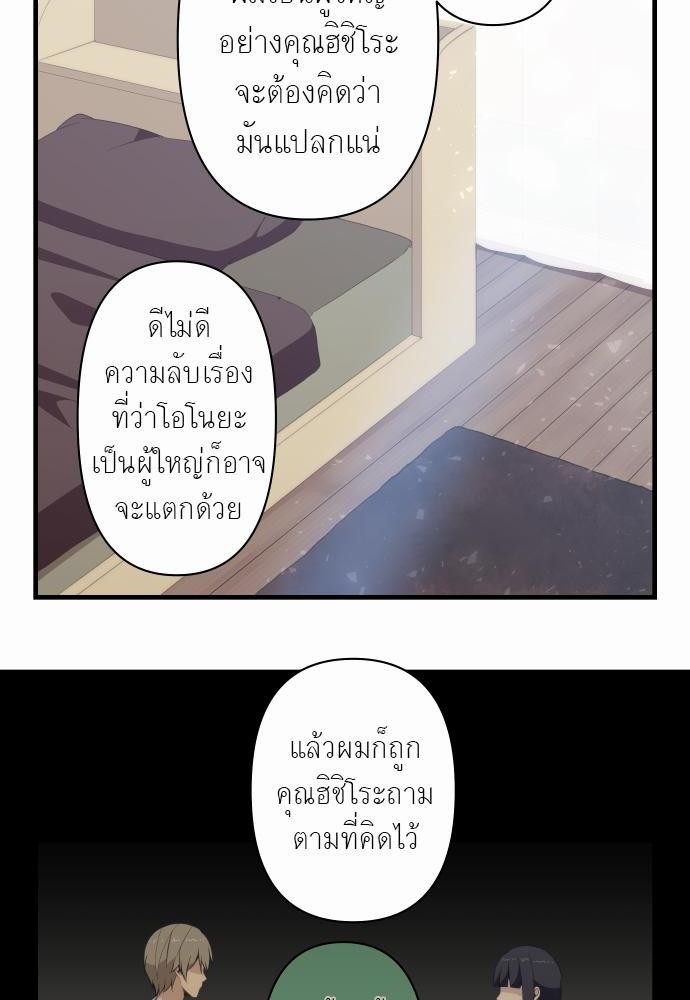 อย่างคุณฮิชิโระ
จะต้องคิดว่า
มันแปลกแน่
ดีไม่ดี
ความลับเรื่อง
ที่ว่าโอโนยะ
เป็นผู้ใหญ่ก็อาจ
จะแตกด้วย
แล้วผมก็ถูก
คุณฮิชิโระถาม
ตามที่คิดไว้